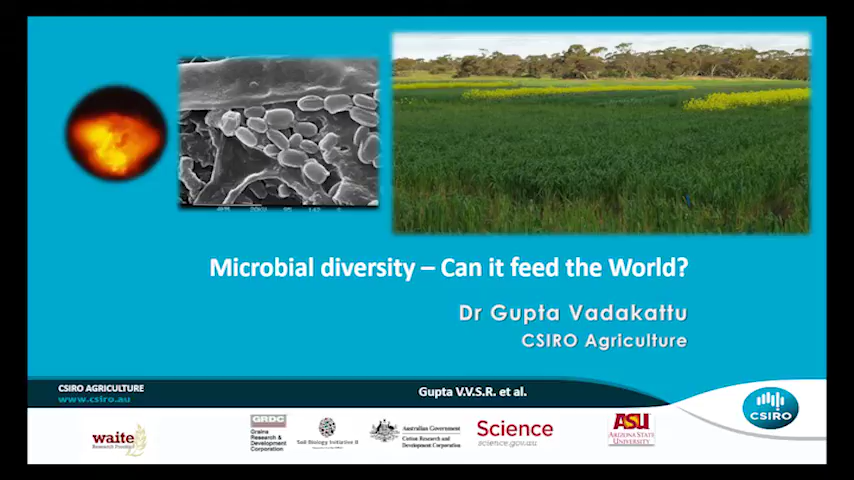 Microbial diversity – Can it feed the World?
Dr Gupta Vadakattu
CSIRO Agriculture
CSIRO AGRICULTURE
www.csiro.au
Gupta V.V.S.R. et al.
CSIRO
waite
GRDC
Grains
Research &
Development
Corporation
Soil Biology Initiative II
Australian Government
Cotton Research and
Development Corporation
Science
science.gov.au
ASU
ARIZONA STATE
UNIVERSITY